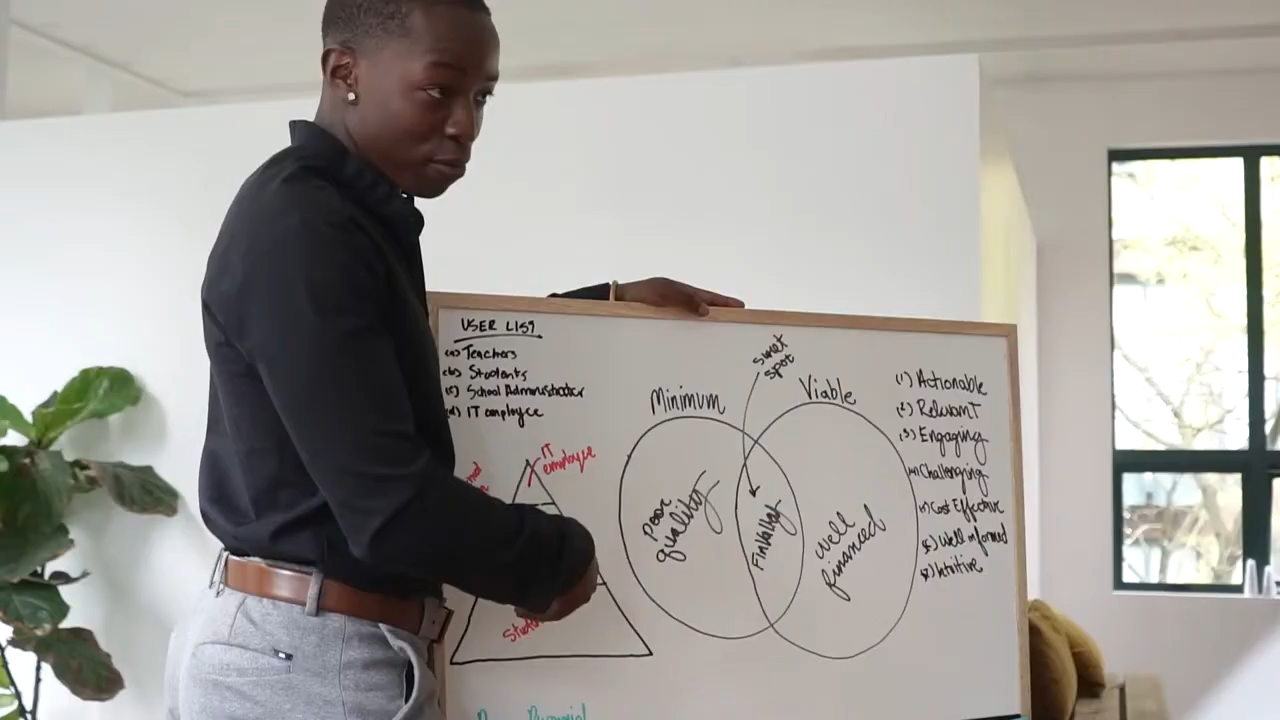 USER LIST
(a) Teachers
(b) Students
(c) School Administrator
(d) IT employee
IT
employee
Minimum
Viable
sweet
spot
Poor
quality
Finvalley
well
financed
(1) Actionable
(2) Relevant
(3) Engaging
(4) Challenging
(5) Cost Effective
(6) Well informed
(7) Intuitive